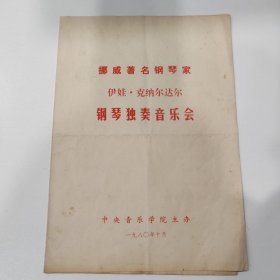 挪威著名钢琴家
伊娃·克纳尔达尔
钢琴独奏音乐会
中央音乐学院主办
一九八〇年十月